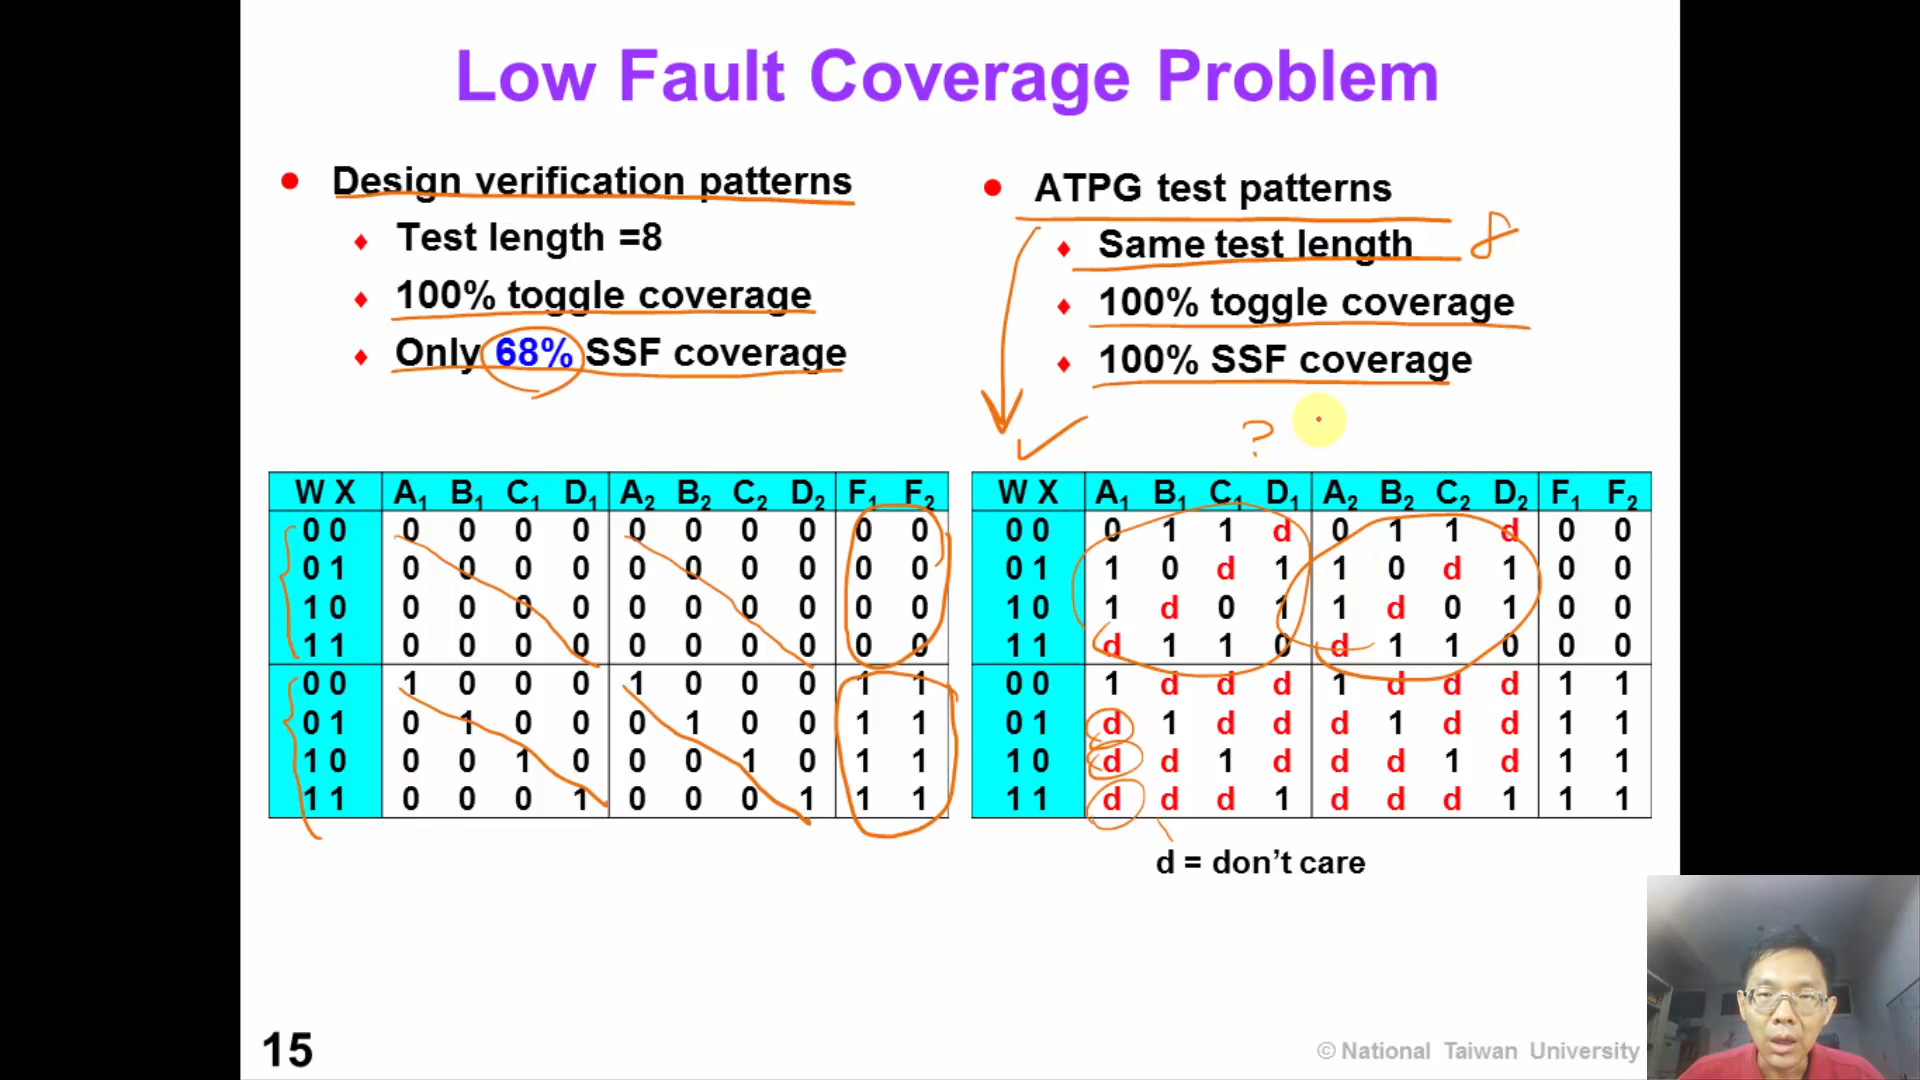 Low Fault Coverage Problem
Design verification patterns
Test length =8
100% toggle coverage
Only 68% SSF coverage
ATPG test patterns
Same test length 8
100% toggle coverage
100% SSF coverage
?
W X A1 B1 C1 D1 A2 B2 C2 D2 F1 F2
0 0 0 0 0 0 0 0 0 0 0 0
0 1 0 0 0 0 0 0 0 0 0 0
1 0 0 0 0 0 0 0 0 0 0 0
1 1 0 0 0 0 0 0 0 0 0 0
0 0 1 0 0 0 1 0 0 0 1 1
0 1 0 1 0 0 0 1 0 0 1 1
1 0 0 0 1 0 0 0 1 0 1 1
1 1 0 0 0 1 0 0 0 1 1 1
W X A1 B1 C1 D1 A2 B2 C2 D2 F1 F2
0 0 0 1 1 d 0 1 1 d 0 0
0 1 1 0 d 1 1 0 d 1 0 0
1 0 1 d 0 1 1 d 0 1 0 0
1 1 d 1 1 0 d 1 1 0 0 0
0 0 1 d d d 1 d d d 1 1
0 1 d 1 d d d 1 d d 1 1
1 0 d d 1 d d d 1 d 1 1
1 1 d d d 1 d d d 1 1 1
d = don’t care
15
© National Taiwan University